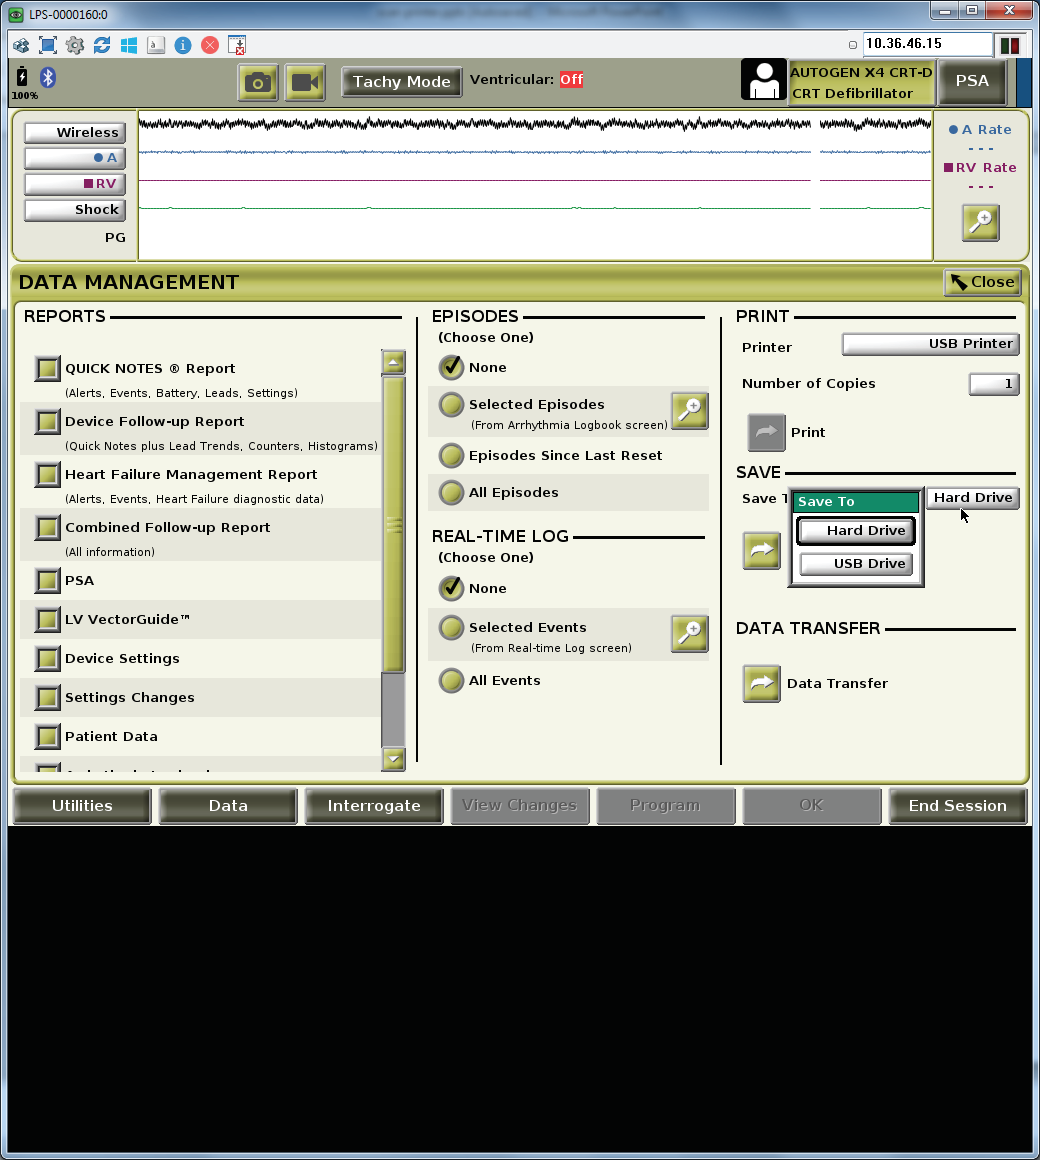 LPS-0000160:0
a
i
10.36.46.15
100%
Tachy Mode
Ventricular: Off
AUTOGEN X4 CRT-D
CRT Defibrillator
PSA
Wireless
A
RV
Shock
PG
A Rate
- - -
RV Rate
- - -
DATA MANAGEMENT
Close
REPORTS
QUICK NOTES ® Report
(Alerts, Events, Battery, Leads, Settings)
Device Follow-up Report
(Quick Notes plus Lead Trends, Counters, Histograms)
Heart Failure Management Report
(Alerts, Events, Heart Failure diagnostic data)
Combined Follow-up Report
(All information)
PSA
LV VectorGuide™
Device Settings
Settings Changes
Patient Data
EPISODES
(Choose One)
None
Selected Episodes
(From Arrhythmia Logbook screen)
Episodes Since Last Reset
All Episodes
REAL-TIME LOG
(Choose One)
None
Selected Events
(From Real-time Log screen)
All Events
PRINT
Printer
USB Printer
Number of Copies
1
Print
SAVE
Save T
Hard Drive
Save To
Hard Drive
USB Drive
DATA TRANSFER
Data Transfer
Utilities
Data
Interrogate
View Changes
Program
OK
End Session